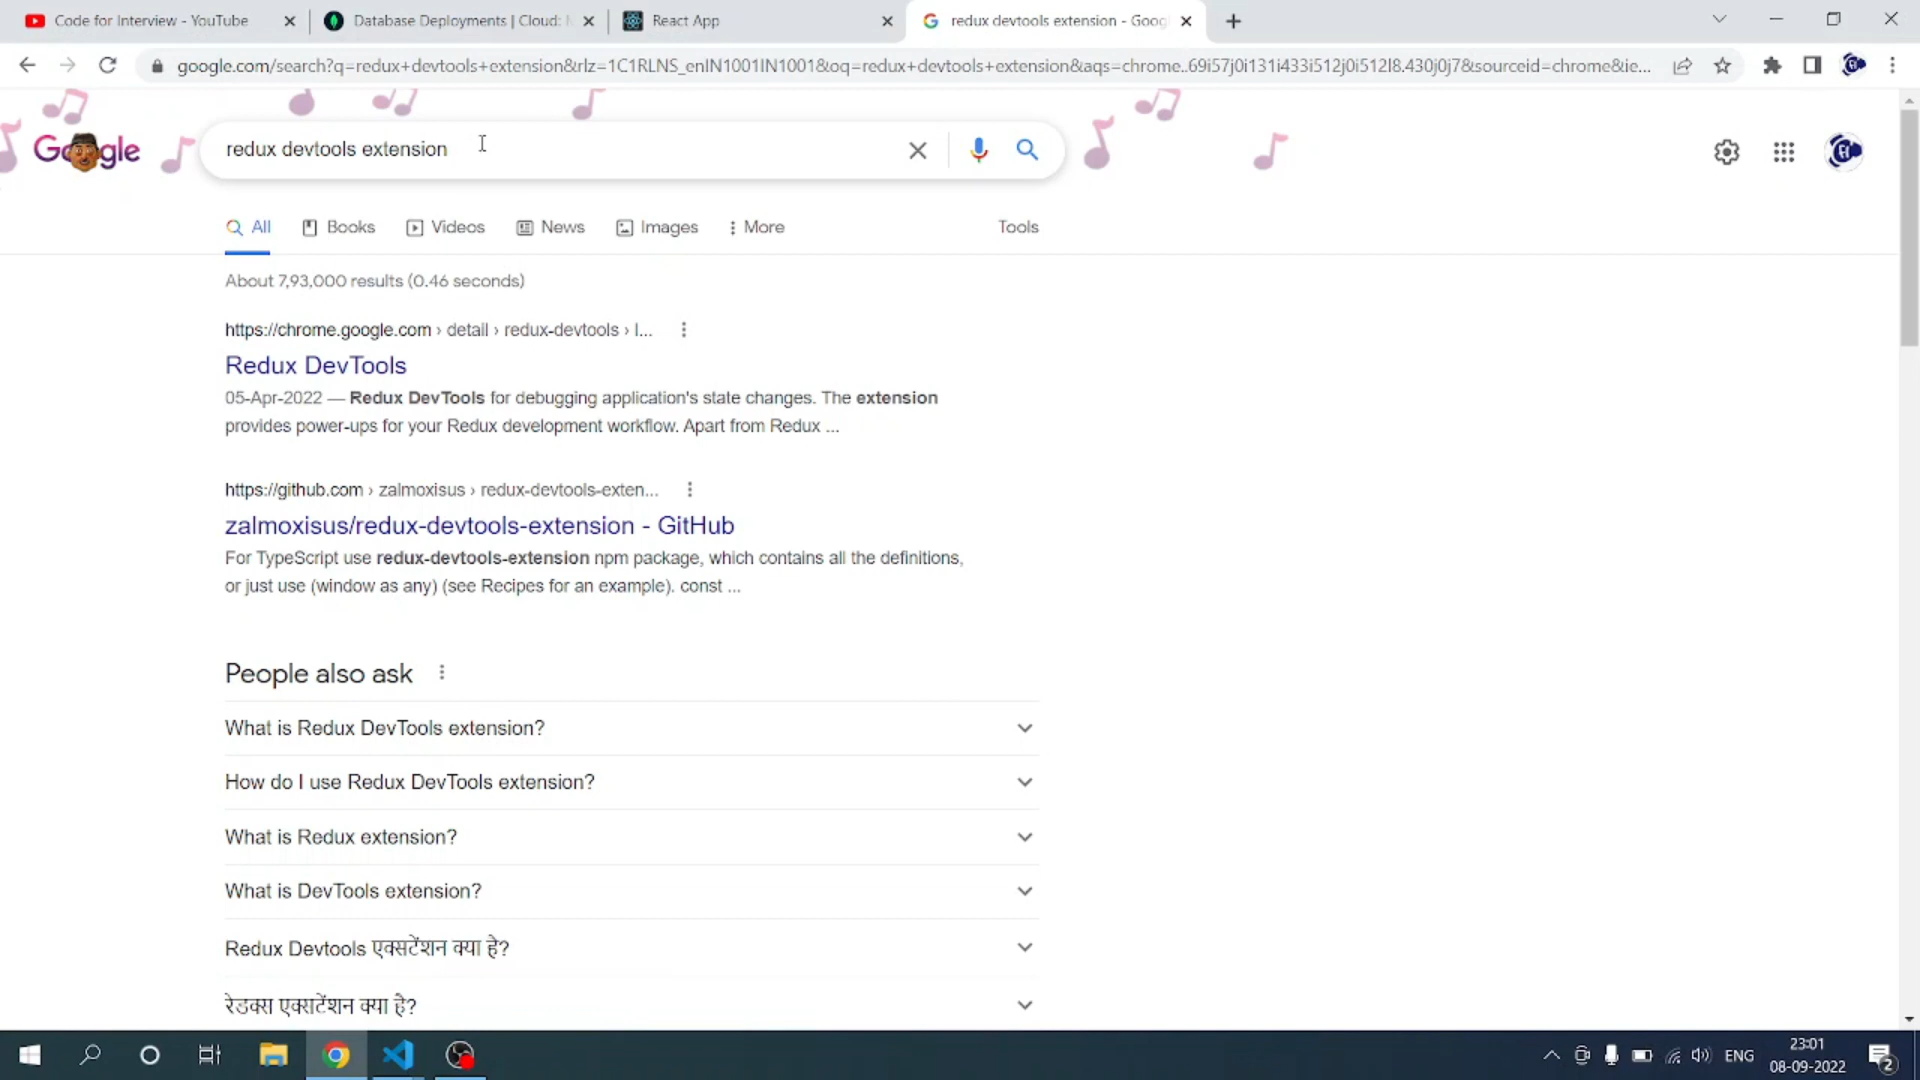 Code for Interview - YouTube
Database Deployments | Cloud:
React App
redux devtools extension - Goog
google.com/search?q=redux+devtools+extension&rlz=1C1RLNS_enIN1001IN1001&oq=redux+devtools+extension&aqs=chrome..69i57j0i131i433i512j0i512l8.430j0j7&sourceid=chrome&ie...
Google
redux devtools extension
All Books Videos News Images More Tools
About 7,93,000 results (0.46 seconds)
https://chrome.google.com › detail › redux-devtools › l...
Redux DevTools
05-Apr-2022 — Redux DevTools for debugging application's state changes. The extension
provides power-ups for your Redux development workflow. Apart from Redux ...
https://github.com › zalmoxisus › redux-devtools-exten...
zalmoxisus/redux-devtools-extension - GitHub
For TypeScript use redux-devtools-extension npm package, which contains all the definitions,
or just use (window as any) (see Recipes for an example). const ...
People also ask
What is Redux DevTools extension?
How do I use Redux DevTools extension?
What is Redux extension?
What is DevTools extension?
Redux Devtools एक्सटेंशन क्या है?
रेडक्स एक्सटेंशन क्या है?
ENG
23:01
08-09-2022
2